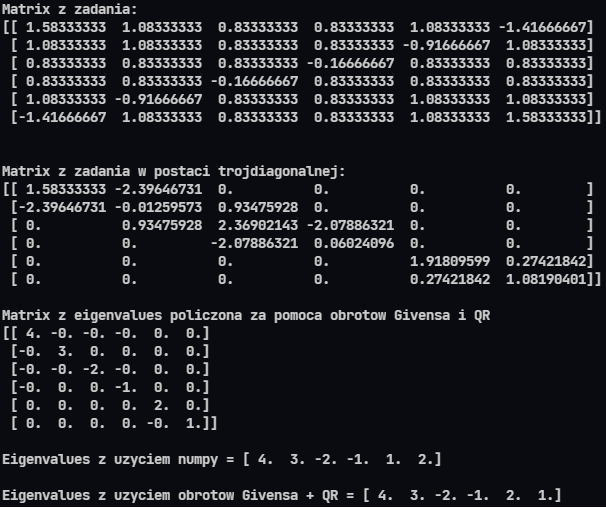 Matrix z zadania:
[[ 1.58333333  1.08333333  0.83333333  0.83333333  1.08333333 -1.41666667]
 [ 1.08333333  1.08333333  0.83333333  0.83333333 -0.91666667  1.08333333]
 [ 0.83333333  0.83333333  0.83333333 -0.16666667  0.83333333  0.83333333]
 [ 0.83333333  0.83333333 -0.16666667  0.83333333  0.83333333  0.83333333]
 [ 1.08333333 -0.91666667  0.83333333  0.83333333  1.08333333  1.08333333]
 [-1.41666667  1.08333333  0.83333333  0.83333333  1.08333333  1.58333333]]
Matrix z zadania w postaci trojdiagonalnej:
[[ 1.58333333 -2.39646731  0.          0.          0.          0.        ]
 [-2.39646731 -0.01259573  0.93475928  0.          0.          0.        ]
 [ 0.          0.93475928  2.36902143 -2.07886321  0.          0.        ]
 [ 0.          0.         -2.07886321  0.06024096  0.          0.        ]
 [ 0.          0.          0.          0.          1.91809599  0.27421842]
 [ 0.          0.          0.          0.          0.27421842  1.08190401]]
Matrix z eigenvalues policzona za pomoca obrotow Givensa i QR
[[ 4. -0. -0. -0.  0.  0.]
 [-0.  3.  0.  0.  0.  0.]
 [-0. -0. -2. -0.  0.  0.]
 [-0.  0.  0. -1.  0.  0.]
 [ 0.  0.  0.  0.  2.  0.]
 [ 0.  0.  0.  0. -0.  1.]]
Eigenvalues z uzyciem numpy = [ 4.  3. -2. -1.  1.  2.]
Eigenvalues z uzyciem obrotow Givensa + QR = [ 4.  3. -2. -1.  2.  1.]